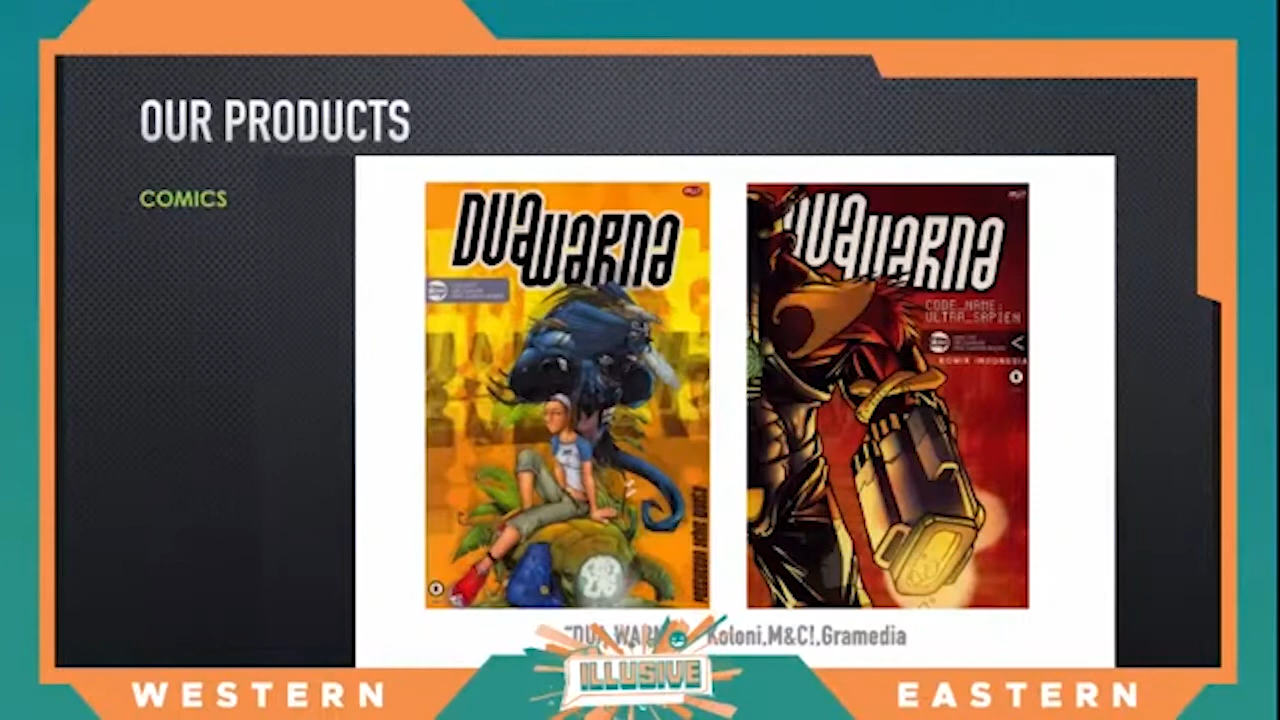 OUR PRODUCTS
COMICS
DUAWARNA
DUAWARNA
CODE_NAME:
ULTRA_SAPIEN
KOMIK INDONESIA
Koloni,M&C!,Gramedia
ILLUSIVE
WESTERN
EASTERN